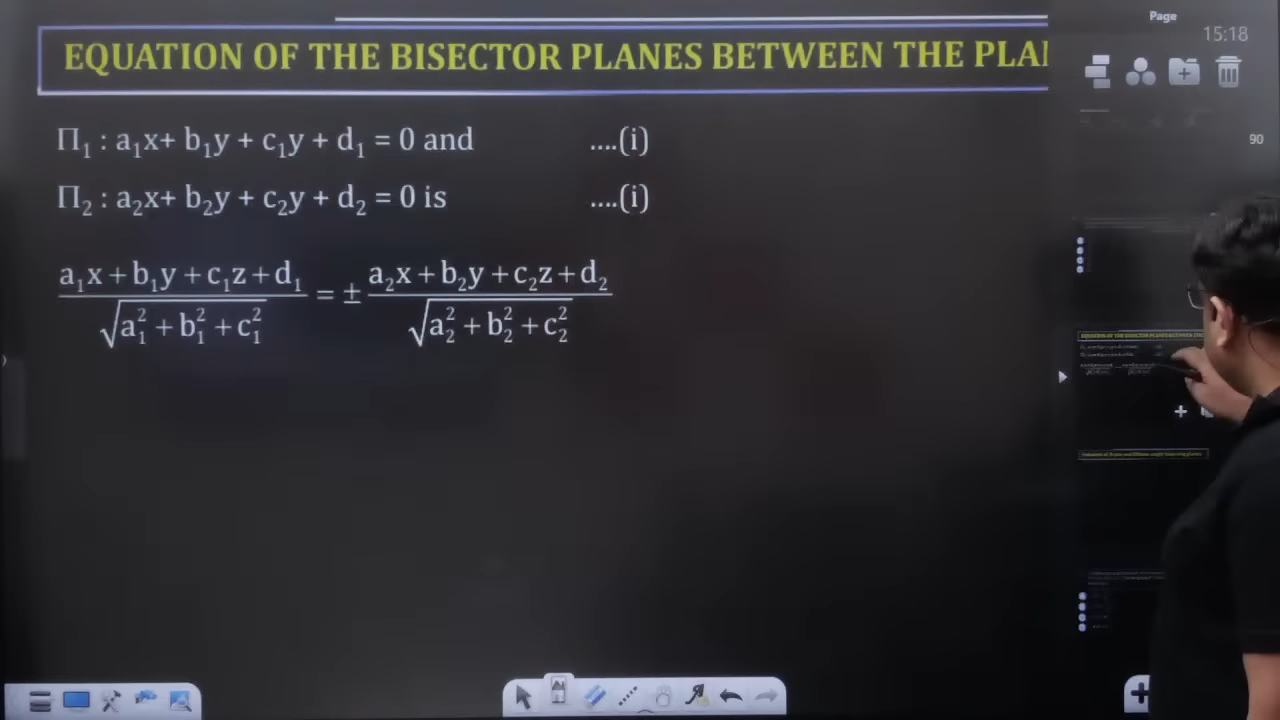 EQUATION OF THE BISECTOR PLANES BETWEEN THE PLA
Π₁ : a₁x+ b₁y + c₁y + d₁ = 0 and ....(i)
Π₂ : a₂x+ b₂y + c₂y + d₂ = 0 is ....(i)
(a₁x + b₁y + c₁z + d₁)/√(a₁² + b₁² + c₁²) = ± (a₂x + b₂y + c₂z + d₂)/√(a₂² + b₂² + c₂²)
Page
15:18
90